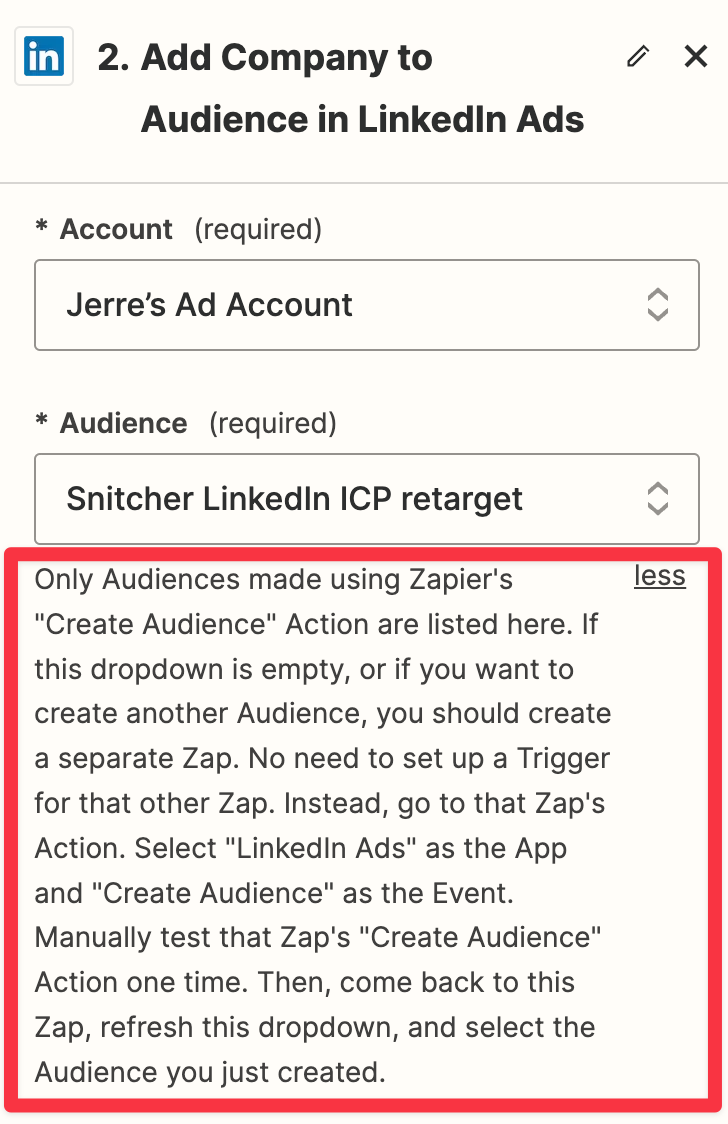 in
2. Add Company to
Audience in LinkedIn Ads
* Account (required)
Jerre’s Ad Account
* Audience (required)
Snitcher LinkedIn ICP retarget
Only Audiences made using Zapier's less
"Create Audience" Action are listed here. If
this dropdown is empty, or if you want to
create another Audience, you should create
a separate Zap. No need to set up a Trigger
for that other Zap. Instead, go to that Zap's
Action. Select "LinkedIn Ads" as the App
and "Create Audience" as the Event.
Manually test that Zap's "Create Audience"
Action one time. Then, come back to this
Zap, refresh this dropdown, and select the
Audience you just created.